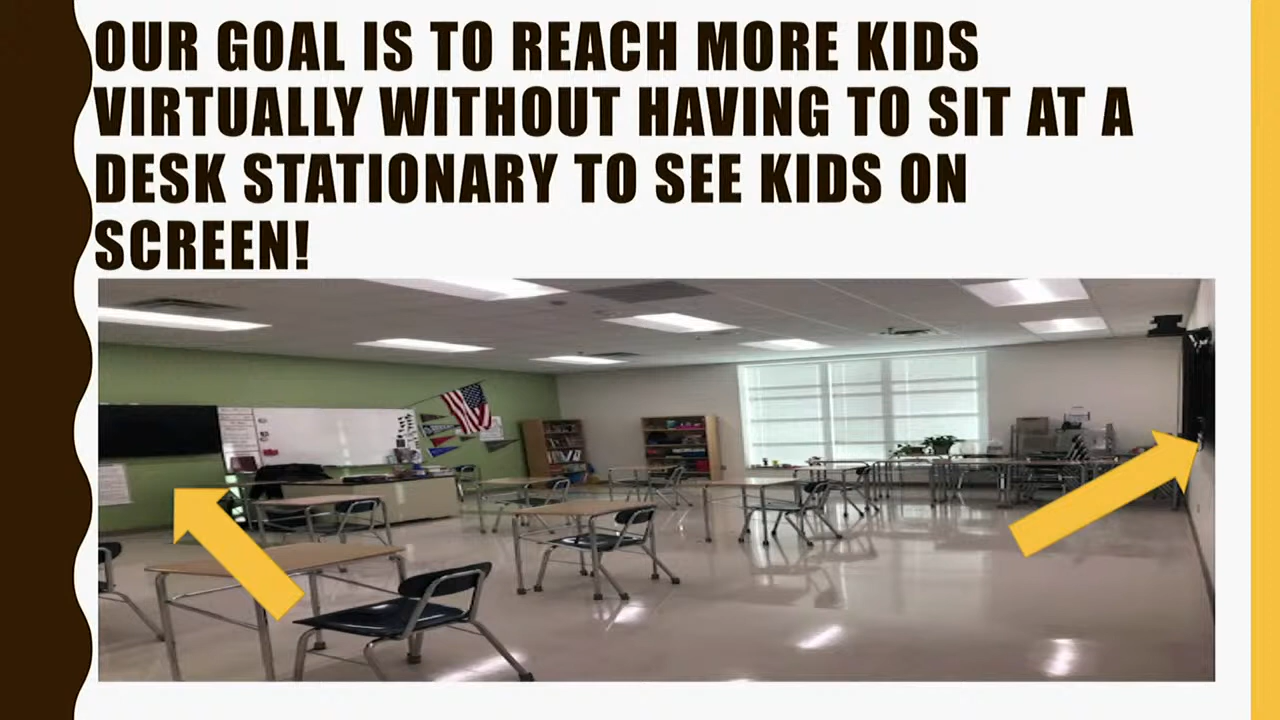 OUR GOAL IS TO REACH MORE KIDS
VIRTUALLY WITHOUT HAVING TO SIT AT A
DESK STATIONARY TO SEE KIDS ON
SCREEN!